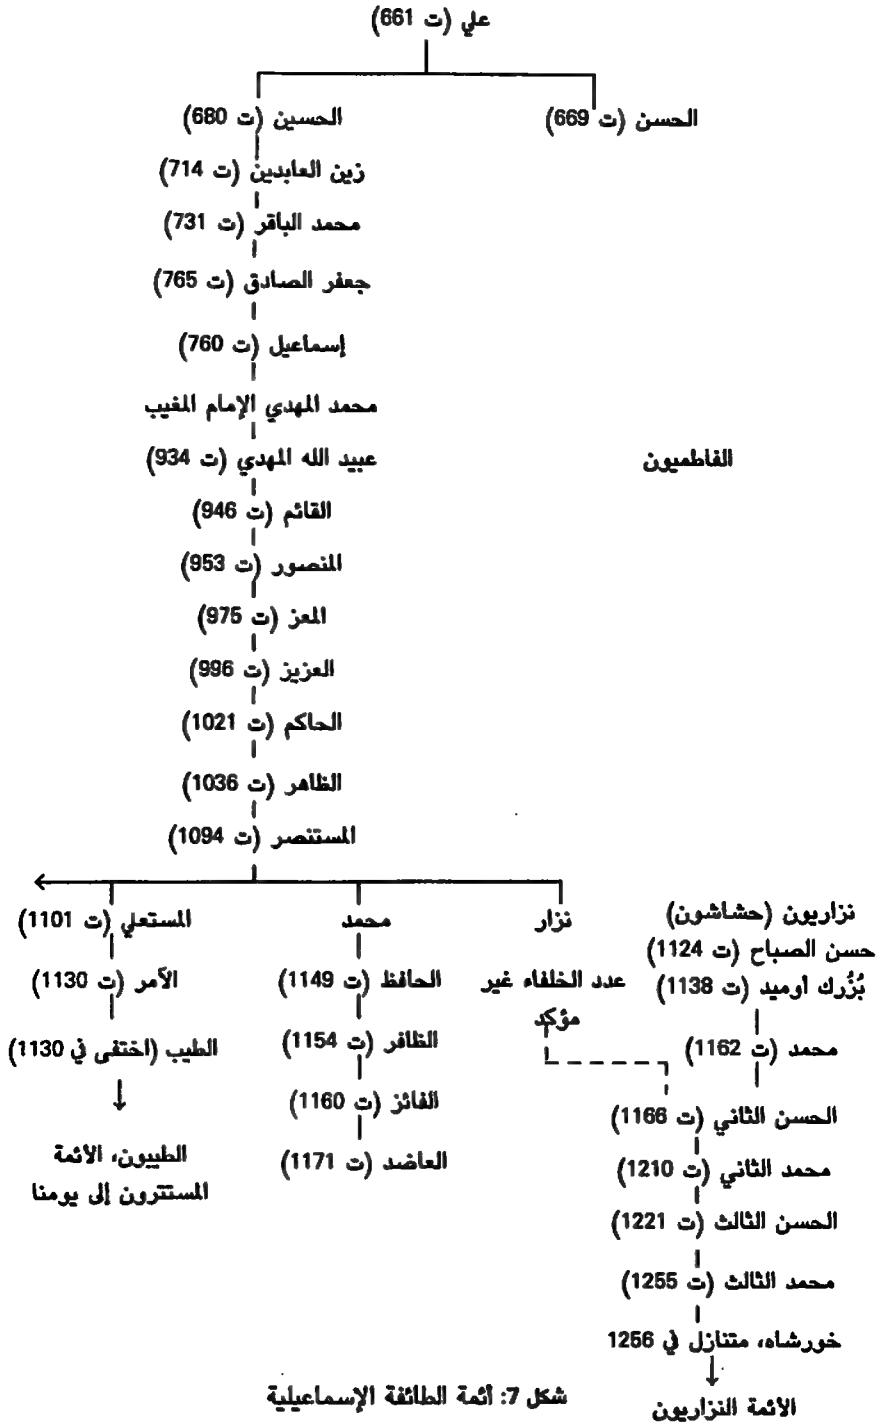 علي (ت 661)
الحسن (ت 669)
الحسين (ت 680)
زين العابدين (ت 714)
محمد الباقر (ت 731)
جعفر الصادق (ت 765)
إسماعيل (ت 760)
محمد المهدي الإمام المغيب
الفاطميون
عبيد الله المهدي (ت 934)
القائم (ت 946)
المنصور (ت 953)
المعز (ت 975)
العزيز (ت 996)
الحاكم (ت 1021)
الظاهر (ت 1036)
المستنصر (ت 1094)
نزاريون (حشاشون)
حسن الصباح (ت 1124)
بُزُرك أوميد (ت 1138)
محمد (ت 1162)
نزار
عدد الخلفاء غير
مؤكد
الحسن الثاني (ت 1166)
محمد الثاني (ت 1210)
الحسن الثالث (ت 1221)
محمد الثالث (ت 1255)
خورشاه، متنازل في 1256
الأئمة النزاريون
محمد
الحافظ (ت 1149)
الظافر (ت 1154)
الفائز (ت 1160)
العاضد (ت 1171)
المستعلي (ت 1101)
الآمر (ت 1130)
الطيب (اختفى في 1130)
الطيبون، الأئمة
المستترون إلى يومنا
شكل 7: أئمة الطائفة الإسماعيلية